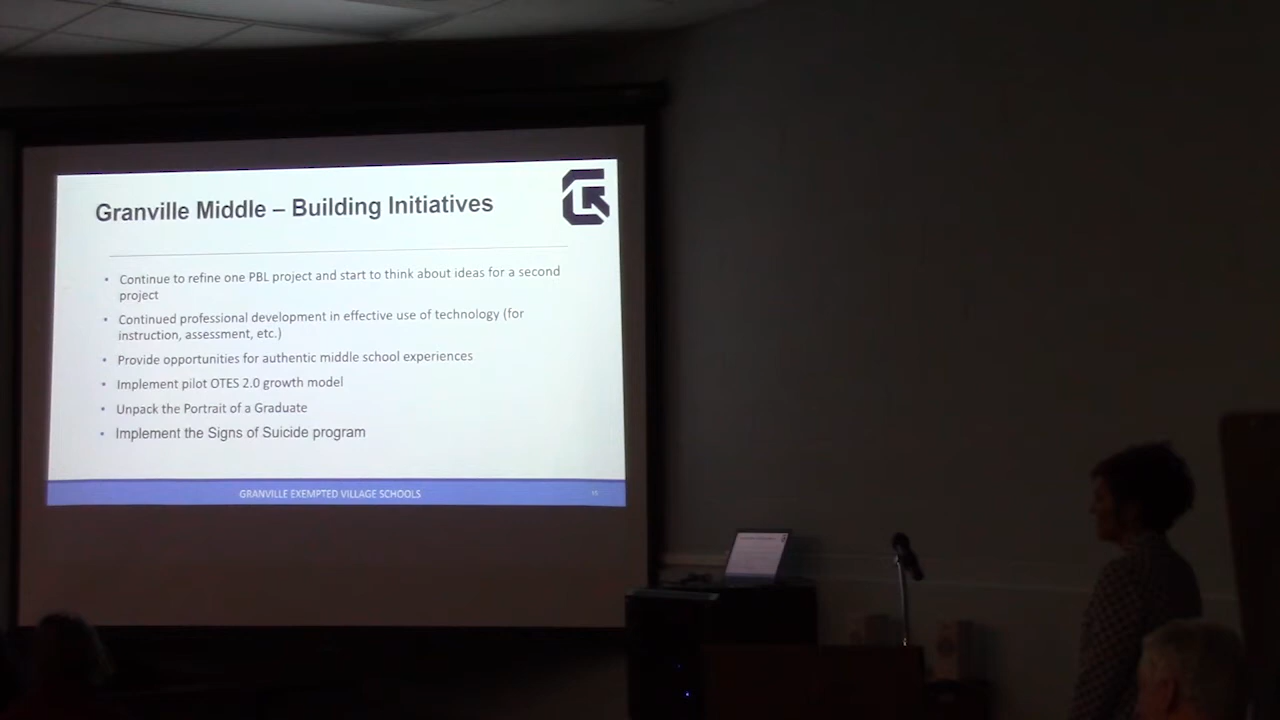 Granville Middle – Building Initiatives
• Continue to refine one PBL project and start to think about ideas for a second
project
• Continued professional development in effective use of technology (for
instruction, assessment, etc.)
• Provide opportunities for authentic middle school experiences
• Implement pilot OTES 2.0 growth model
• Unpack the Portrait of a Graduate
• Implement the Signs of Suicide program
GRANVILLE EXEMPTED VILLAGE SCHOOLS